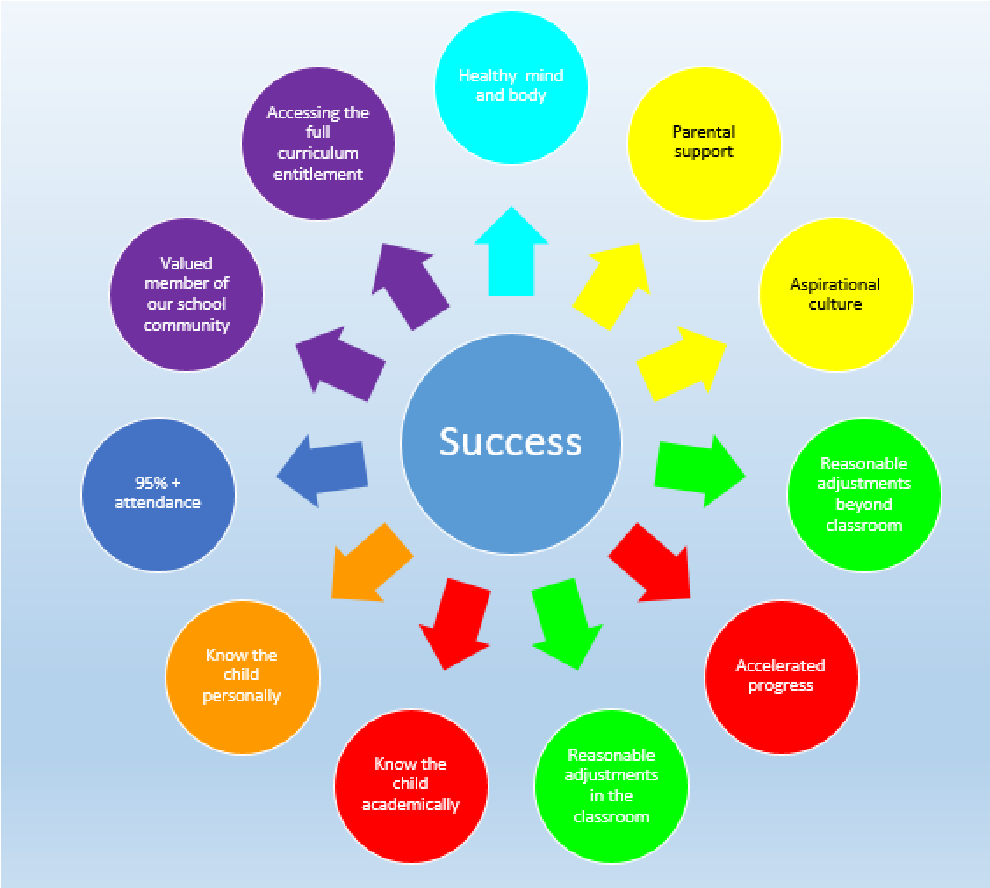 Healthy mind
and body
Parental
support
Aspirational
culture
Reasonable
adjustments
beyond
classroom
Accelerated
progress
Reasonable
adjustments
in the
classroom
Know the
child
academically
Know the
child
personally
95% +
attendance
Valued
member of
our school
community
Accessing the
full
curriculum
entitlement
Success